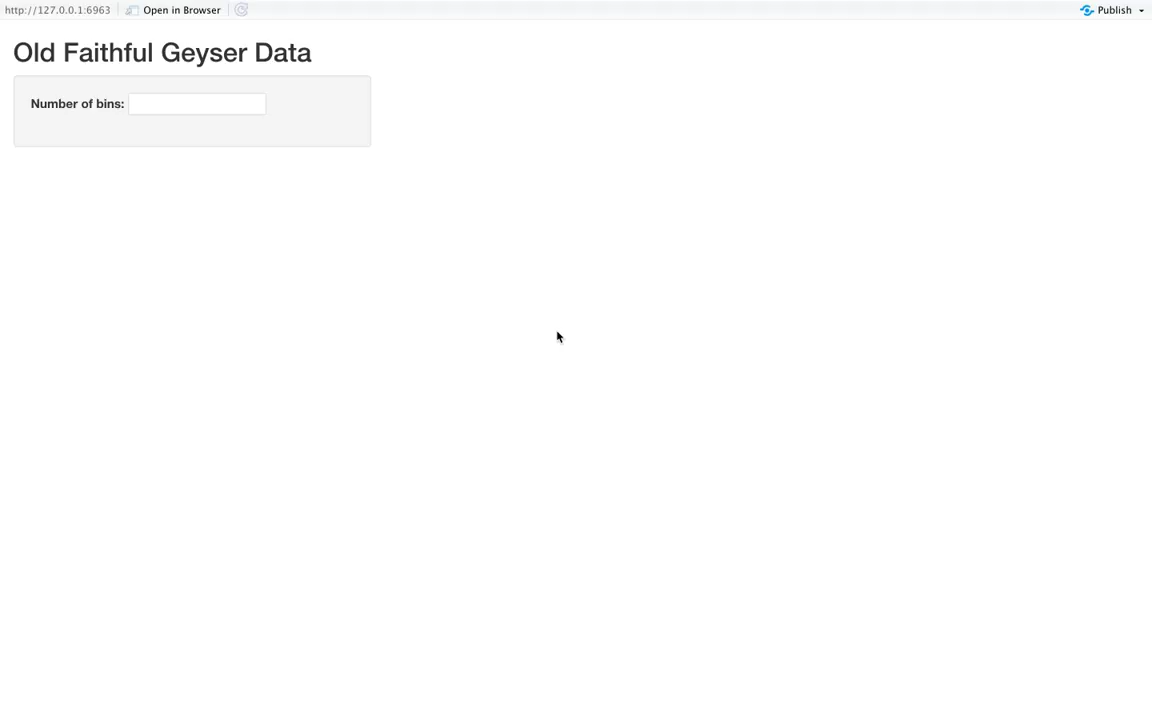 http://127.0.0.1:6963 Open in Browser Publish
Old Faithful Geyser Data
Number of bins: